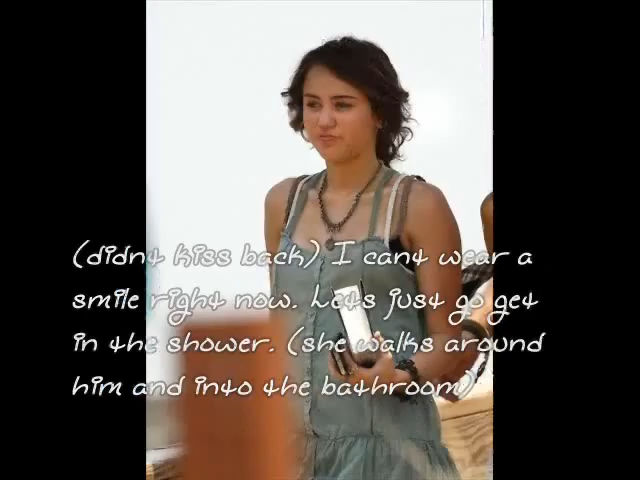 (didnt kiss back) I cant wear a
smile right now. Lets just go get
in the shower. (she walks around
him and into the bathroom)